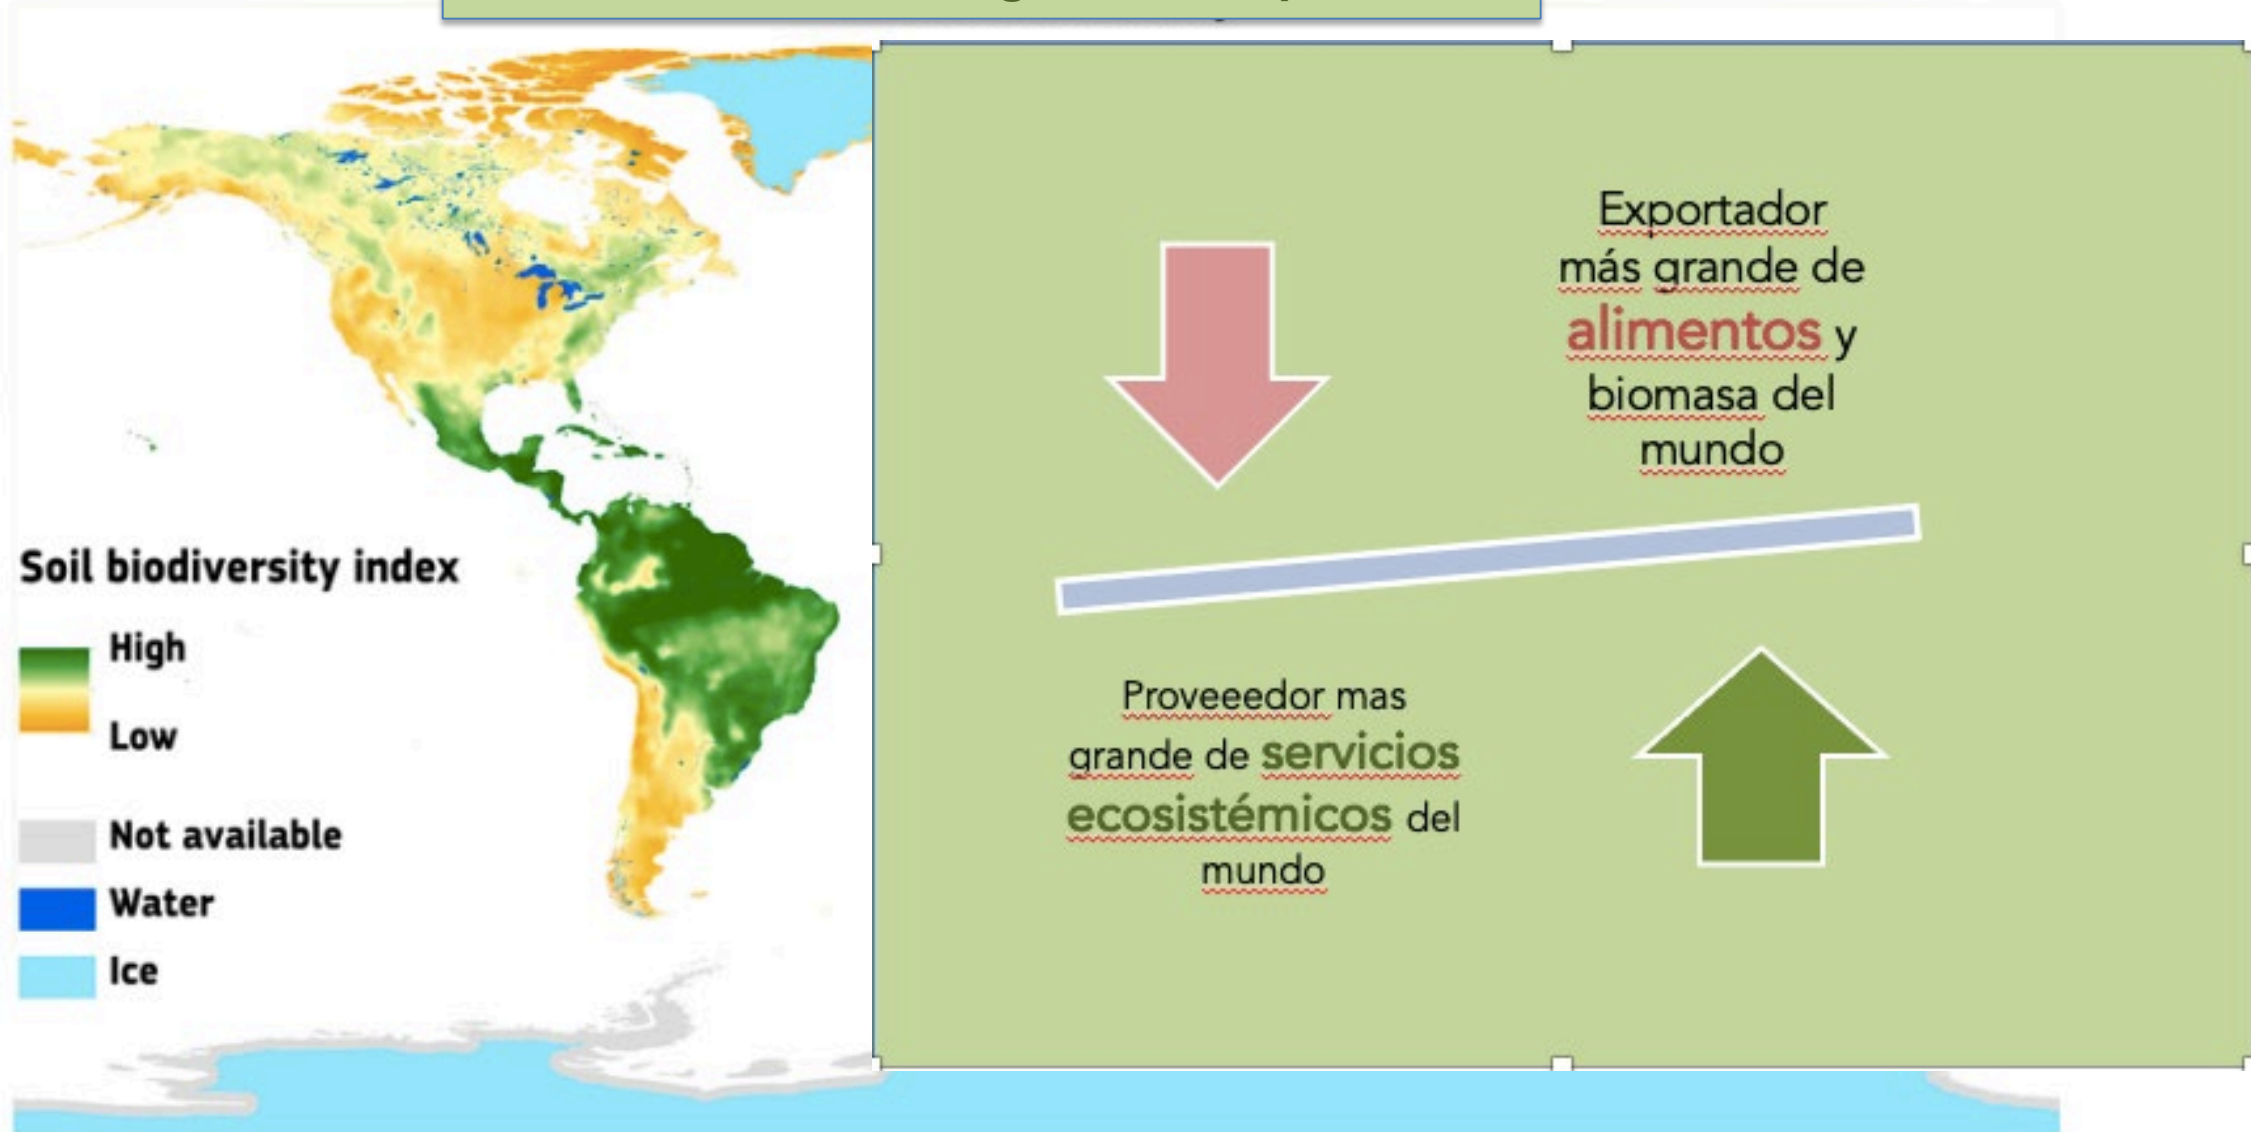 Soil biodiversity index
High
Low
Not available
Water
Ice
Exportador
más grande de
alimentos y
biomasa del
mundo
Proveeedor mas
grande de servicios
ecosistémicos del
mundo